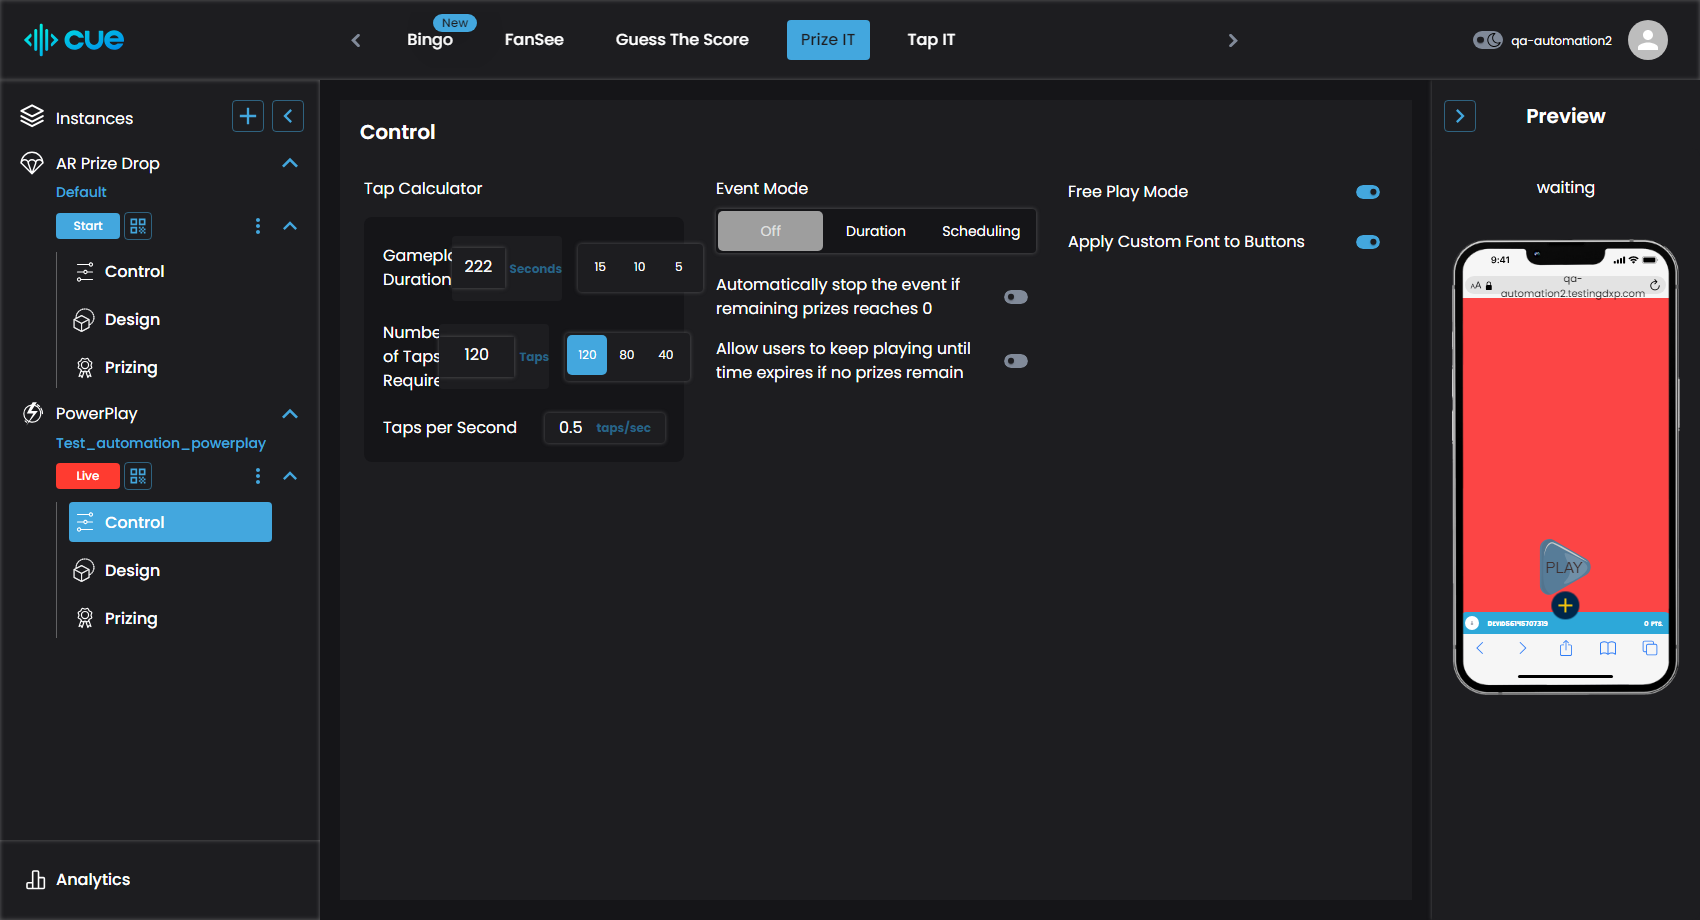 cue
New
Bingo
FanSee
Guess The Score
Prize IT
Tap IT
qa-automation2
Instances
AR Prize Drop
Default
Start
Control
Design
Prizing
PowerPlay
Test_automation_powerplay
Live
Control
Design
Prizing
Analytics
Control
Tap Calculator
Gamepla
Duration
222
Seconds
15 10 5
Numbe
of Taps
Require
120
Taps
120 80 40
Taps per Second
0.5 taps/sec
Event Mode
Off Duration Scheduling
Automatically stop the event if
remaining prizes reaches 0
Allow users to keep playing until
time expires if no prizes remain
Free Play Mode
Apply Custom Font to Buttons
Preview
waiting
9:41
AA
qa-
automation2.testingdxp.com
PLAY
0 PTS.